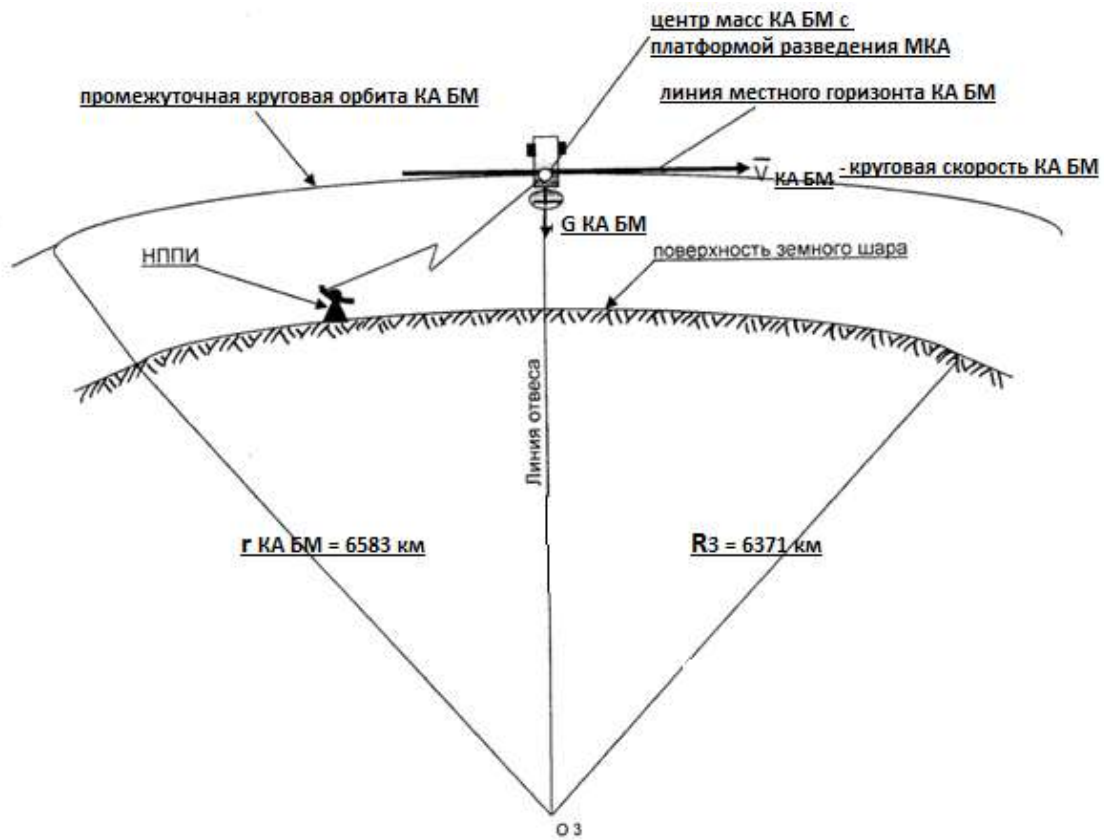 центр масс КА БМ с
платформой разведения МКА
промежуточная круговая орбита КА БМ
линия местного горизонта КА БМ
V КА БМ - круговая скорость КА БМ
G КА БМ
НППИ
поверхность земного шара
Линия отвеса
r КА БМ = 6583 км
RЗ = 6371 км
О З